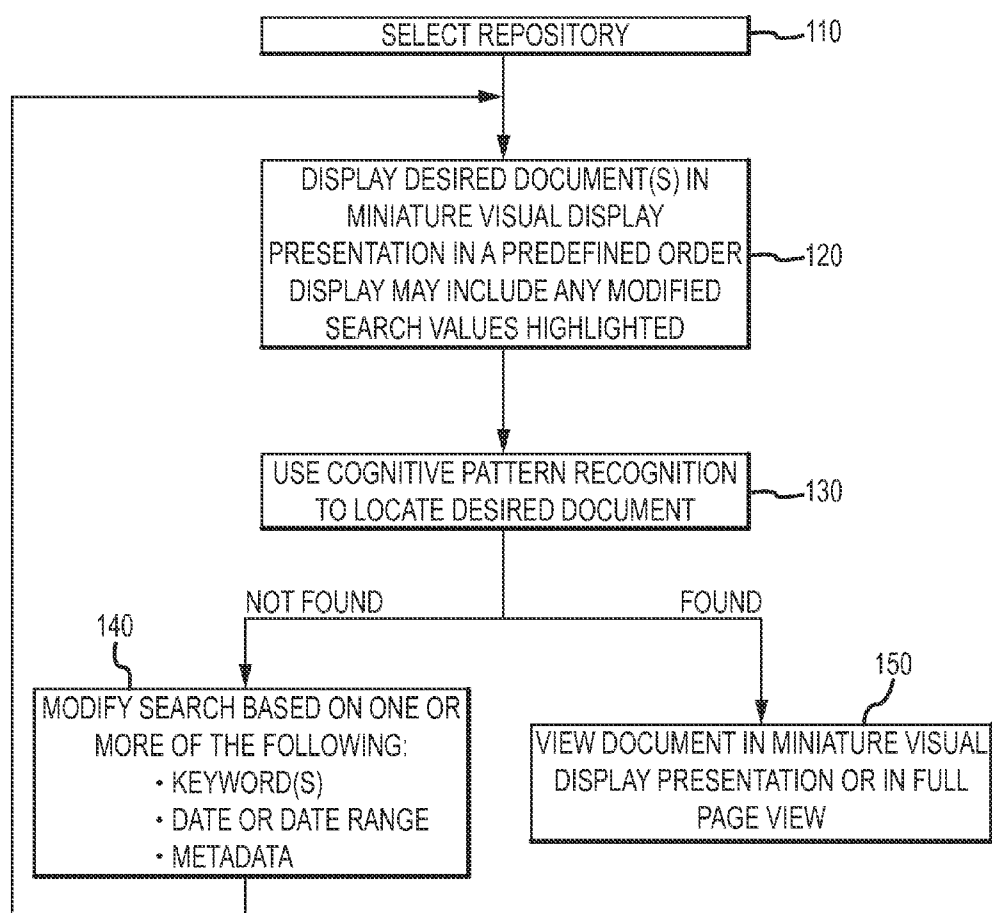 SELECT REPOSITORY
110
DISPLAY DESIRED DOCUMENT(S) IN
MINIATURE VISUAL DISPLAY
PRESENTATION IN A PREDEFINED ORDER
DISPLAY MAY INCLUDE ANY MODIFIED
SEARCH VALUES HIGHLIGHTED
120
USE COGNITIVE PATTERN RECOGNITION
TO LOCATE DESIRED DOCUMENT
130
NOT FOUND
FOUND
140
MODIFY SEARCH BASED ON ONE OR
MORE OF THE FOLLOWING:
• KEYWORD(S)
• DATE OR DATE RANGE
• METADATA
150
VIEW DOCUMENT IN MINIATURE VISUAL
DISPLAY PRESENTATION OR IN FULL
PAGE VIEW